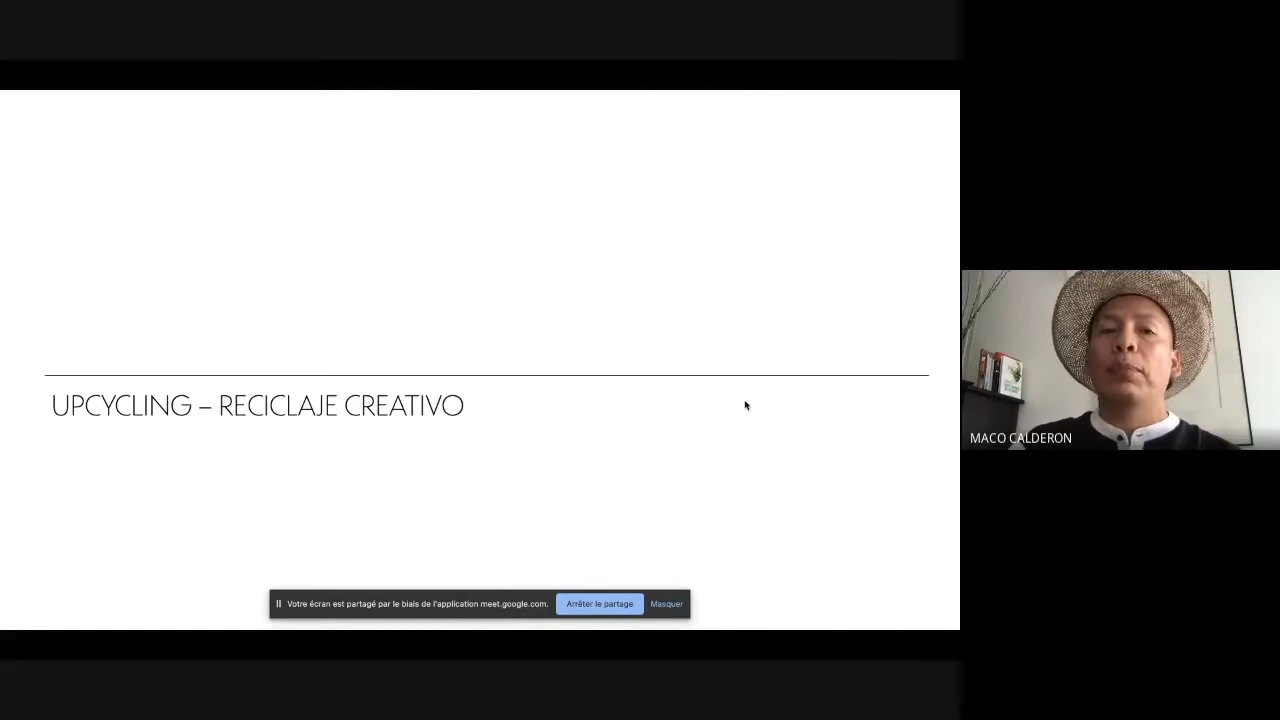 UPCYCLING – RECICLAJE CREATIVO
MACO CALDERON
Votre écran est partagé par le biais de l'application meet.google.com. Arrêter le partage Masquer